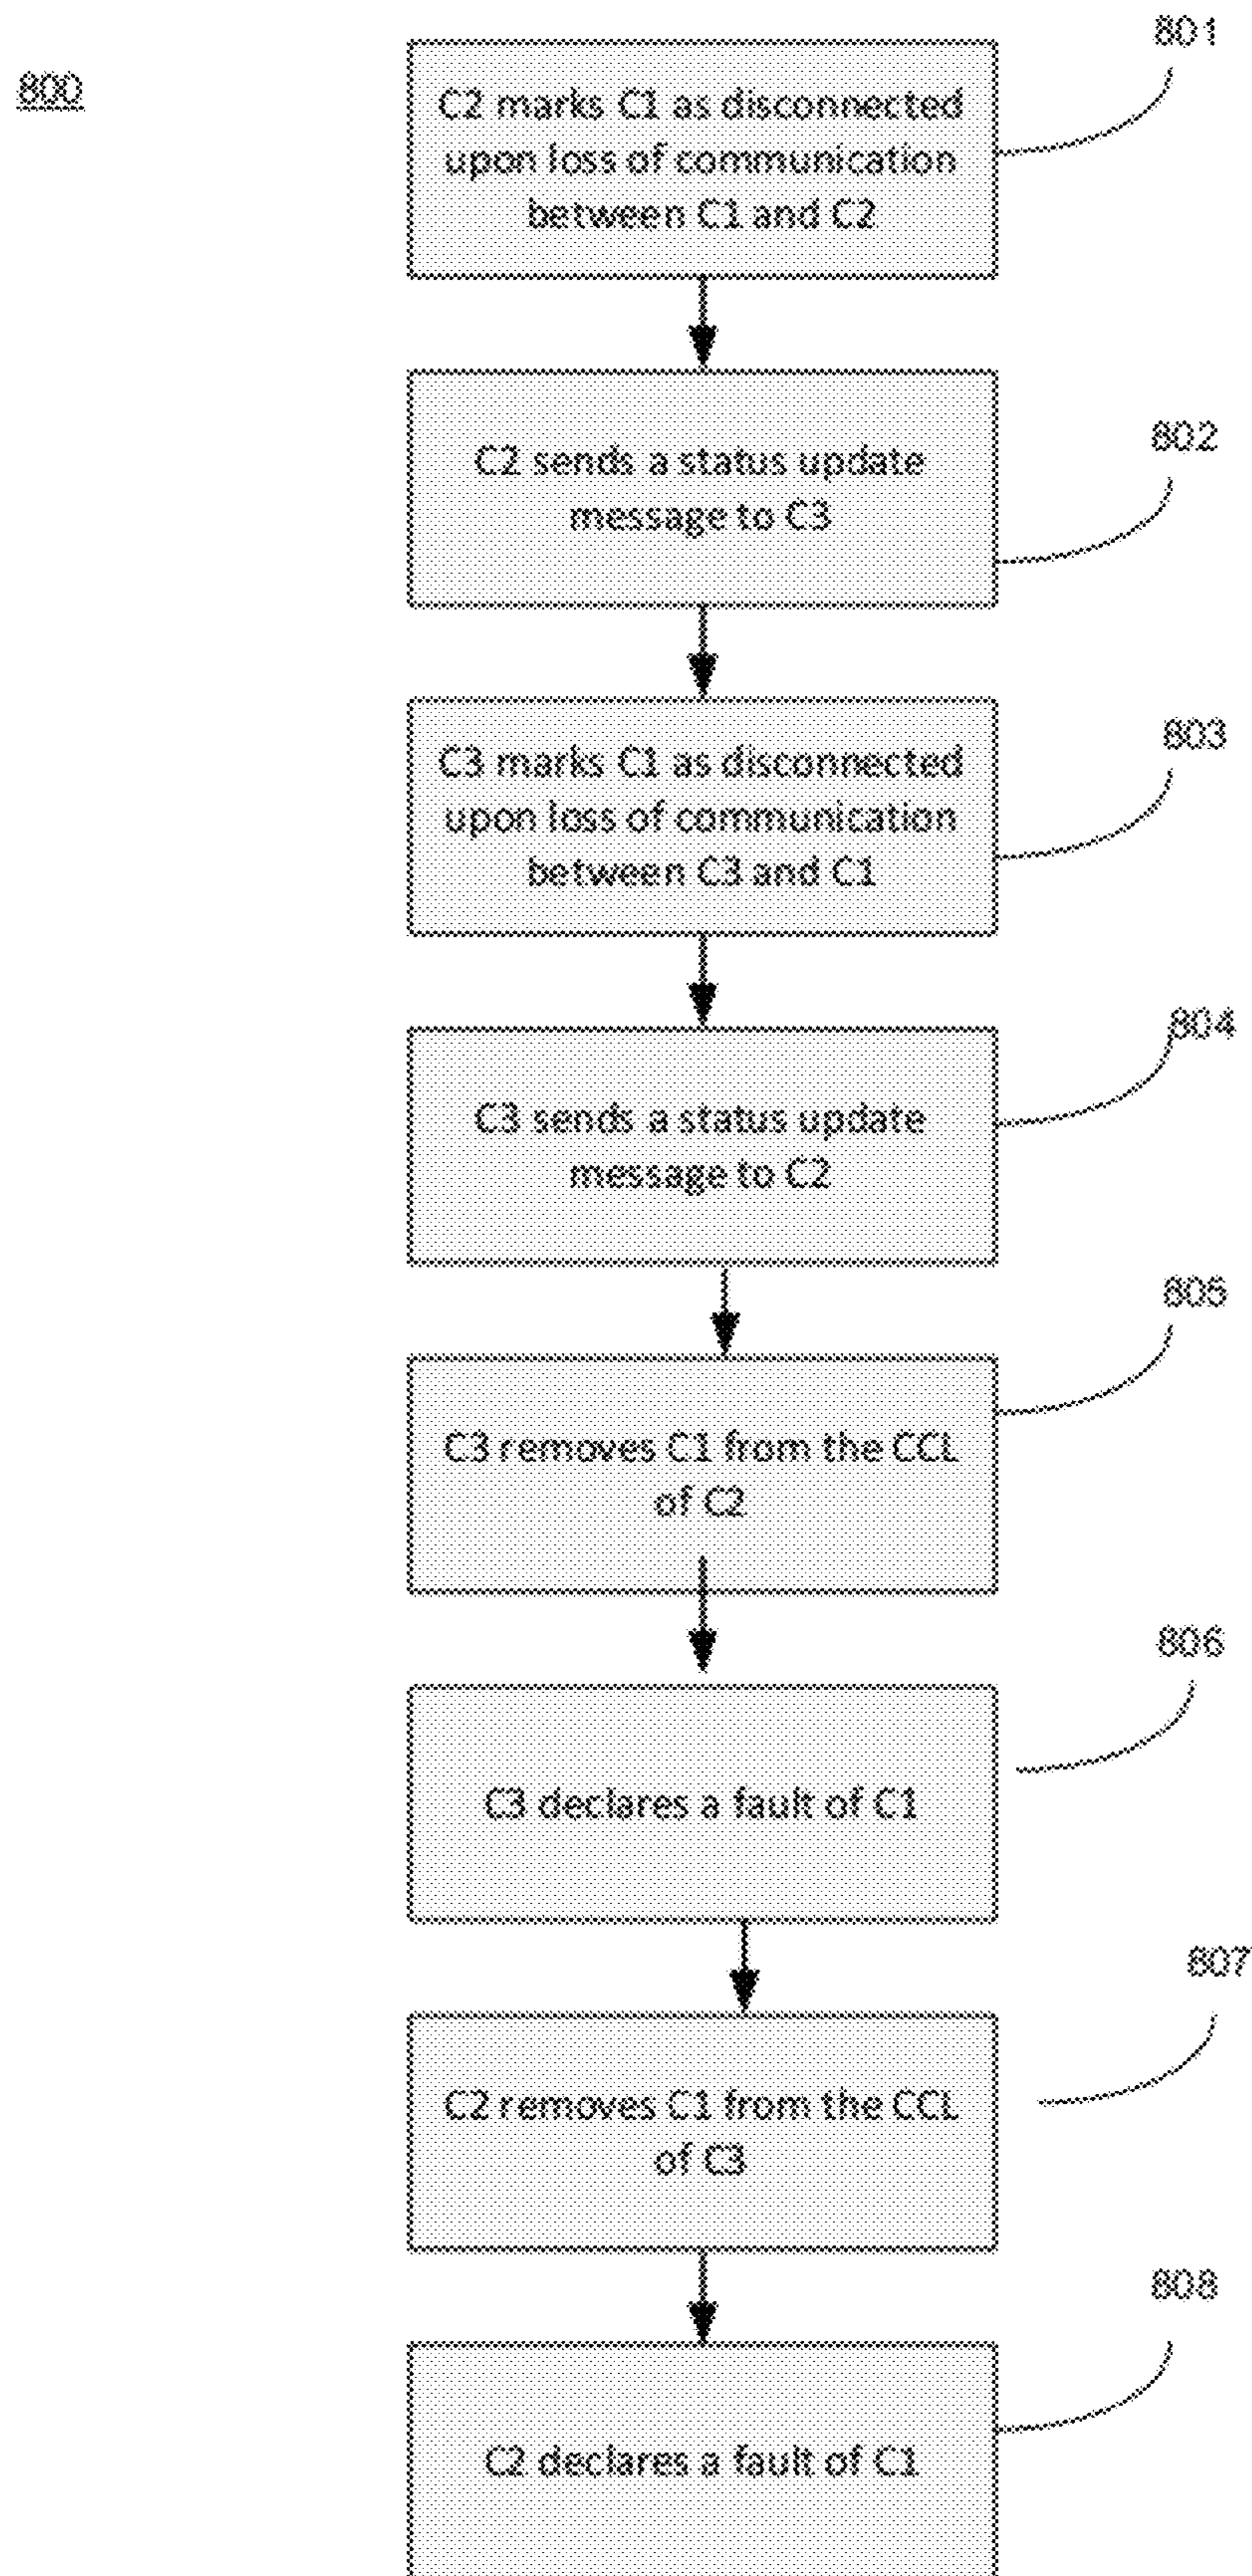 801
800
C2 marks C1 as disconnected
upon loss of communication
between C1 and C2
802
C2 sends a status update
message to C3
803
C3 marks C1 as disconnected
upon loss of communication
between C3 and C1
804
C3 sends a status update
message to C2
805
C3 removes C1 from the CCL
of C2
806
C3 declares a fault of C1
807
C2 removes C1 from the CCL
of C3
808
C2 declares a fault of C1